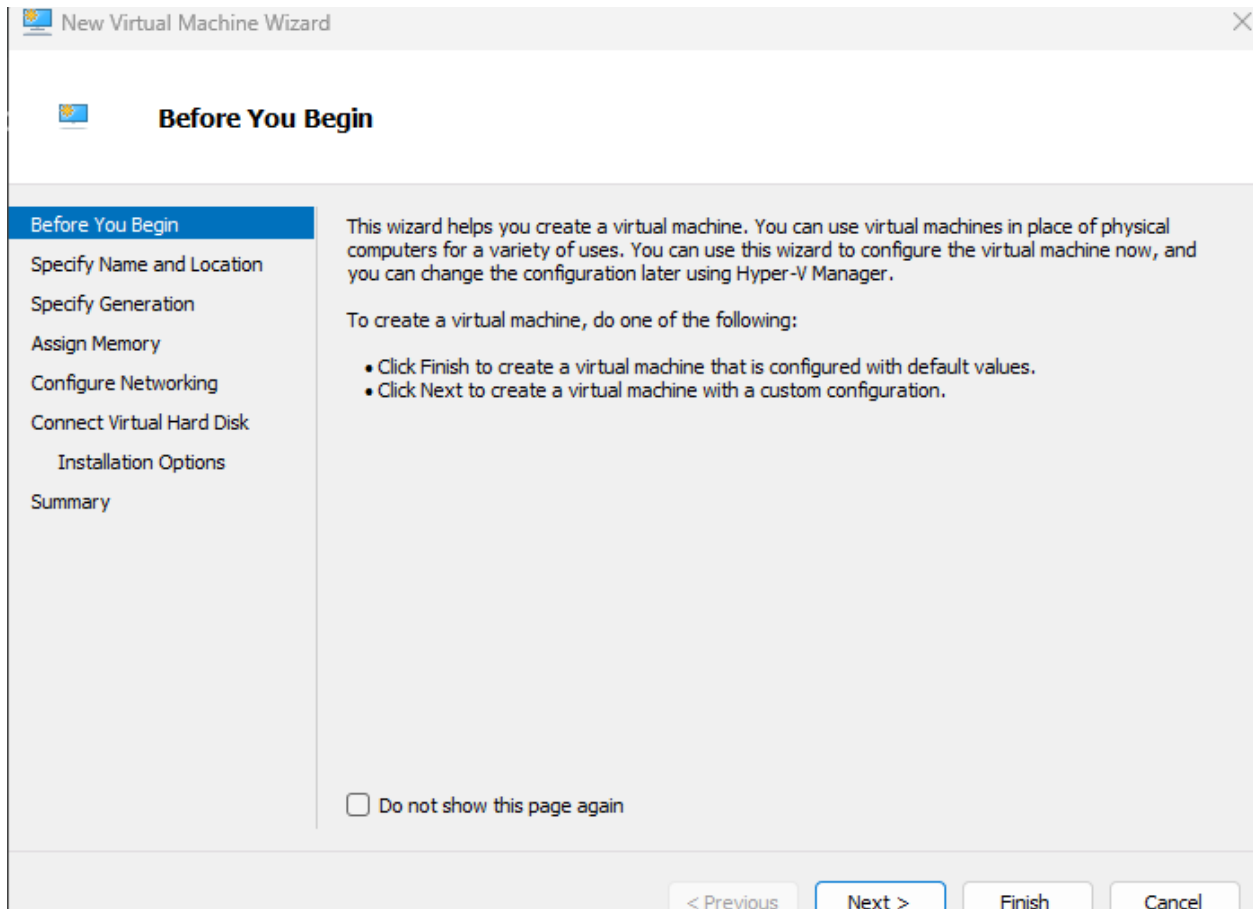 New Virtual Machine Wizard
Before You Begin
Before You Begin
Specify Name and Location
Specify Generation
Assign Memory
Configure Networking
Connect Virtual Hard Disk
Installation Options
Summary
This wizard helps you create a virtual machine. You can use virtual machines in place of physical
computers for a variety of uses. You can use this wizard to configure the virtual machine now, and
you can change the configuration later using Hyper-V Manager.
To create a virtual machine, do one of the following:
• Click Finish to create a virtual machine that is configured with default values.
• Click Next to create a virtual machine with a custom configuration.
Do not show this page again
< Previous
Next >
Finish
Cancel